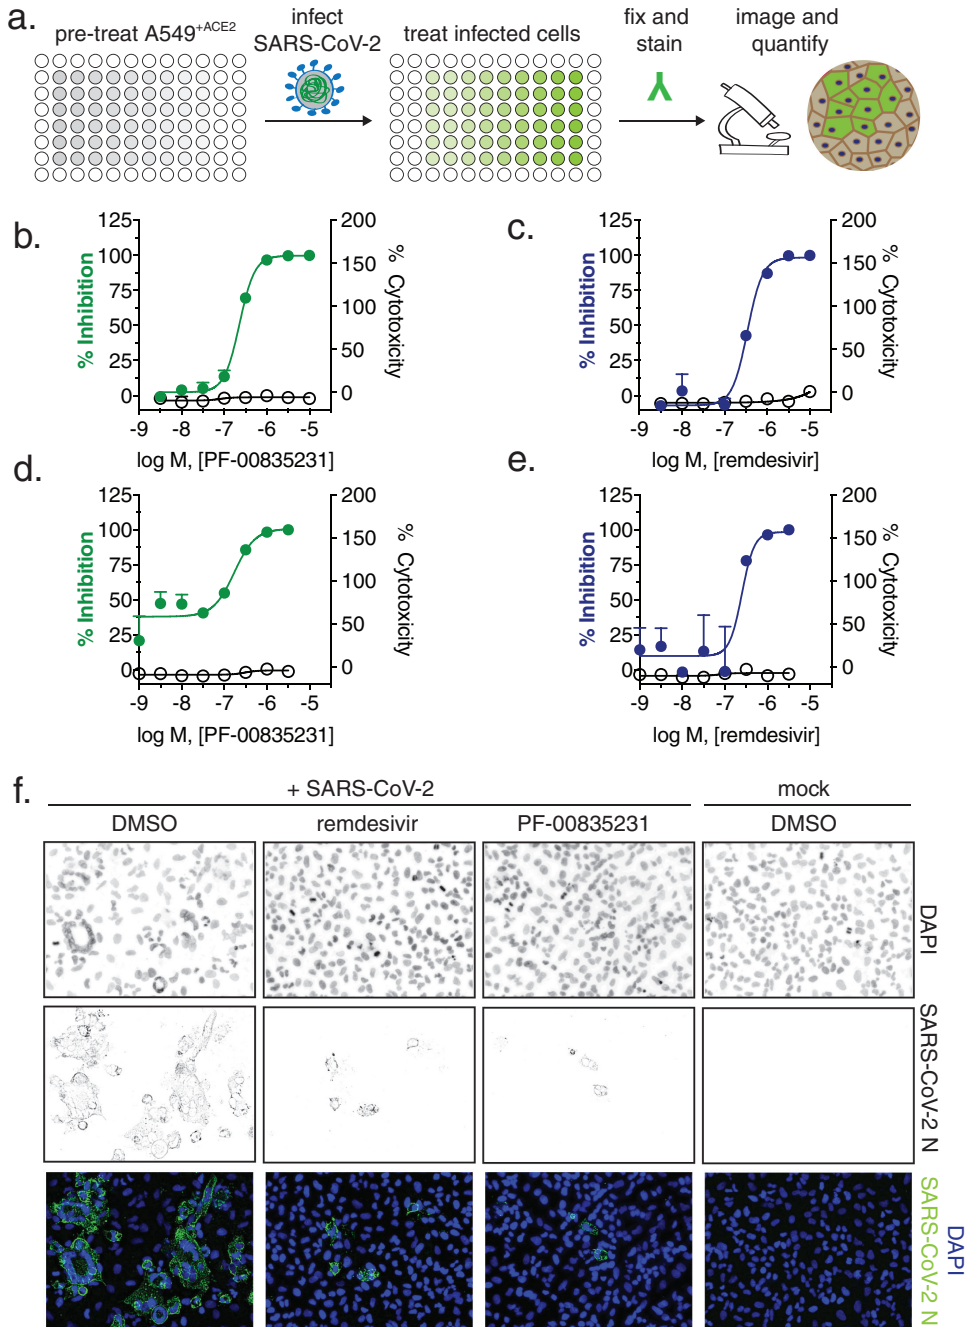 a.
pre-treat A549+ACE2
infect
SARS-CoV-2
treat infected cells
fix and
stain
image and
quantify
b.
% Inhibition
125
100
75
50
25
0
200
150
100
50
0
% Cytotoxicity
-9 -8 -7 -6 -5
log M, [PF-00835231]
c.
% Inhibition
125
100
75
50
25
0
200
150
100
50
0
% Cytotoxicity
-9 -8 -7 -6 -5
log M, [remdesivir]
d.
% Inhibition
125
100
75
50
25
0
200
150
100
50
0
% Cytotoxicity
-9 -8 -7 -6 -5
log M, [PF-00835231]
e.
% Inhibition
125
100
75
50
25
0
200
150
100
50
0
% Cytotoxicity
-9 -8 -7 -6 -5
log M, [remdesivir]
f.
+ SARS-CoV-2
mock
DMSO
remdesivir
PF-00835231
DMSO
DAPI
SARS-CoV-2 N
DAPI
SARS-CoV-2 N